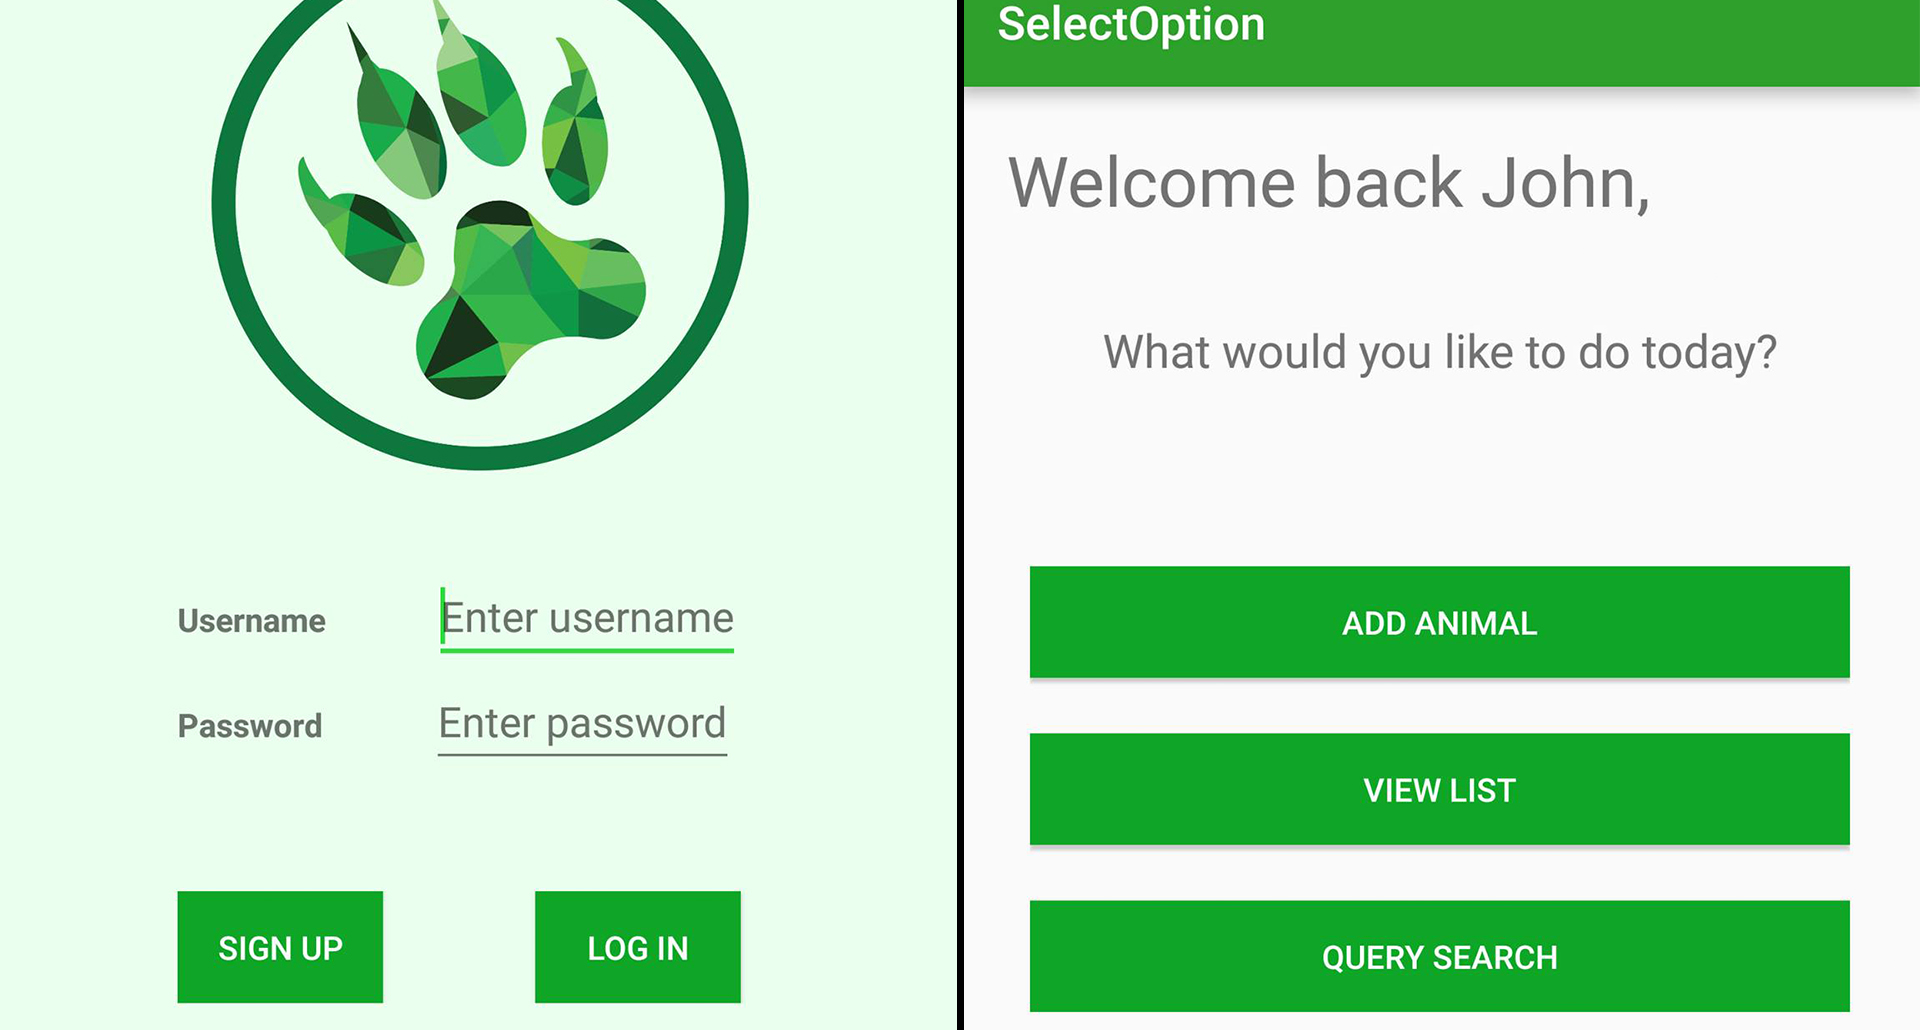 Username
Enter username
Password
Enter password
SIGN UP
LOG IN
SelectOption
Welcome back John,
What would you like to do today?
ADD ANIMAL
VIEW LIST
QUERY SEARCH